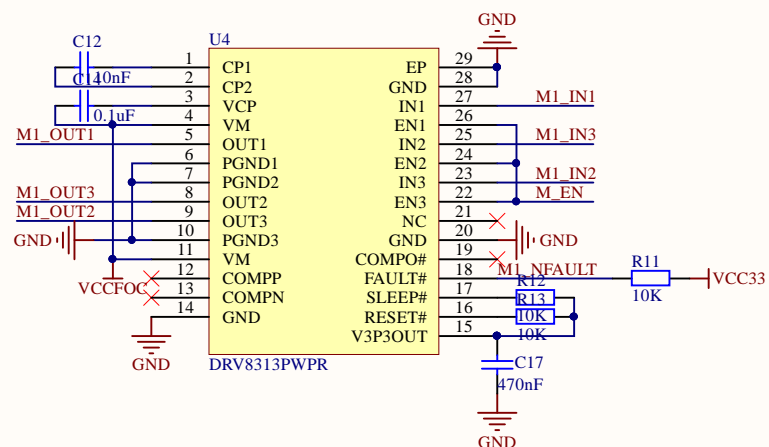 GND
C12
U4
1 CP1 EP 29
10nF
2 CP2 GND 28
C14
3 VCP IN1 27 M1_IN1
0.1uF
4 VM EN1 26
M1_OUT1 5 OUT1 IN2 25 M1_IN3
6 PGND1 EN2 24
7 PGND2 IN3 23 M1_IN2
M1_OUT3 8 OUT2 EN3 22 M_EN
M1_OUT2 9 OUT3 NC 21
GND 10 PGND3 GND 20 GND
11 VM COMPO# 19
VCCFOC 12 COMPP FAULT# 18 M1_NFAULT R11 VCC33
10K
13 COMPN SLEEP# 17 R12
10K
14 GND RESET# 16 R13
10K
V3P3OUT 15
GND
DRV8313PWPR
C17
470nF
GND